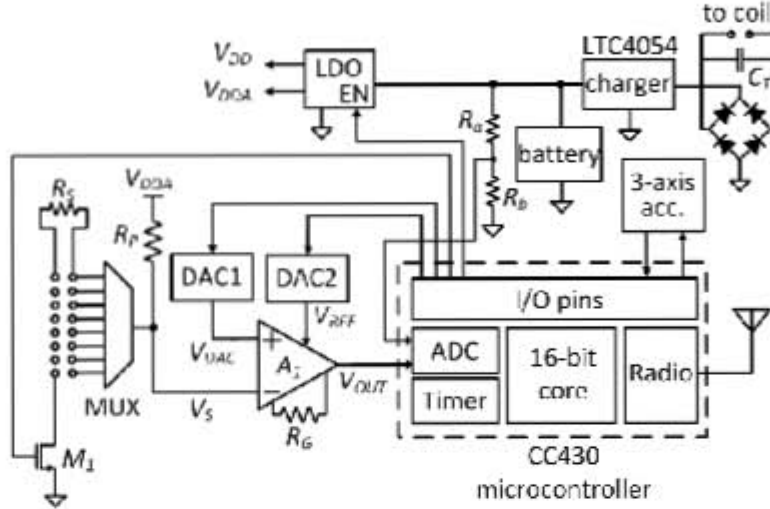 to coil
LTC4054
V_DD
LDO
charger
C_T
V_DDA
EN
R_a
battery
3-axis
acc.
R_S
V_DDA
R_b
R_P
DAC1
DAC2
I/O pins
V_REF
V_DAC
+
A_1
ADC
16-bit
core
Radio
V_OUT
MUX
V_S
−
Timer
R_G
M_1
CC430
microcontroller